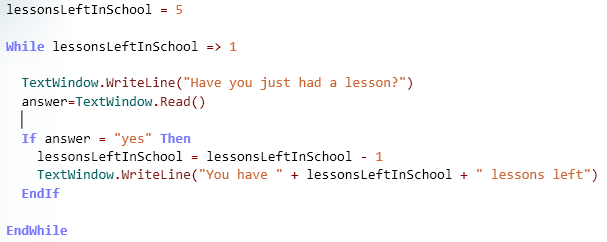 lessonsLeftInSchool = 5
While lessonsLeftInSchool => 1
TextWindow.WriteLine("Have you just had a lesson?")
answer=TextWindow.Read()
If answer = "yes" Then
lessonsLeftInSchool = lessonsLeftInSchool - 1
TextWindow.WriteLine("You have " + lessonsLeftInSchool + " lessons left")
EndIf
EndWhile